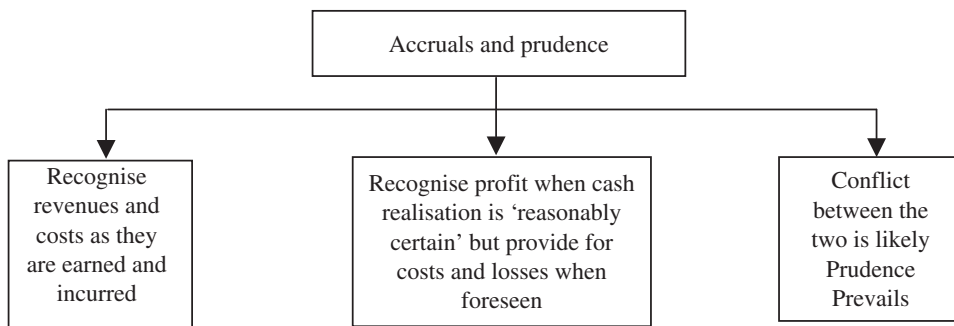 Accruals and prudence
Recognise
revenues and
costs as they
are earned and
incurred
Recognise profit when cash
realisation is ‘reasonably
certain’ but provide for
costs and losses when
foreseen
Conflict
between the
two is likely
Prudence
Prevails